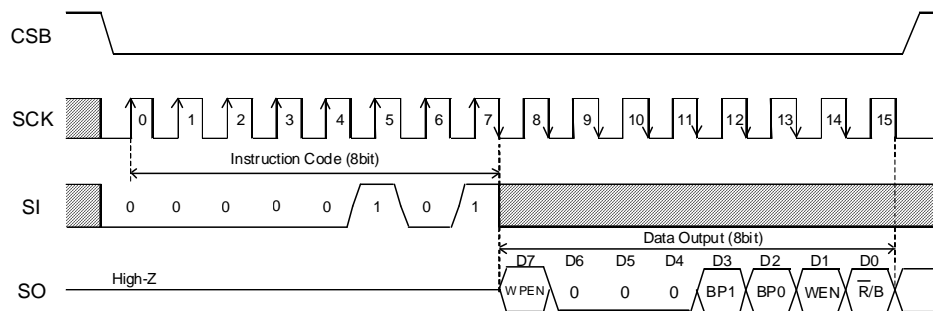 CSB
SCK
0 1 2 3 4 5 6 7 8 9 10 11 12 13 14 15
Instruction Code (8bit)
SI
0 0 0 0 0 1 0 1
Data Output (8bit)
D7 D6 D5 D4 D3 D2 D1 D0
SO
High-Z
WPEN 0 0 0 BP1 BP0 WEN R̅/B